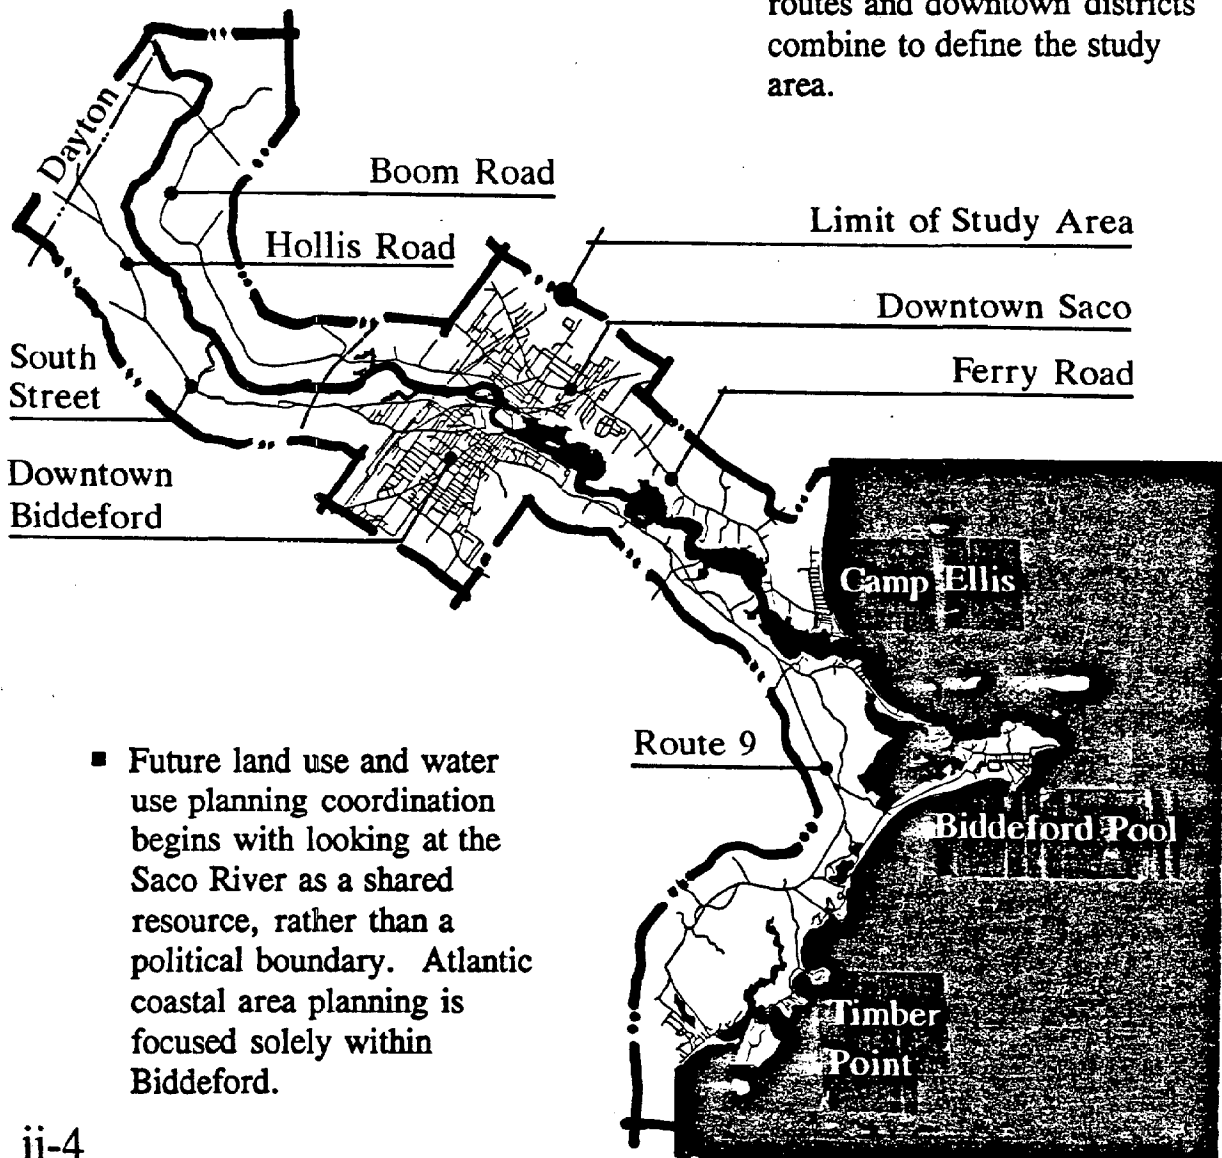 routes and downtown districts
combine to define the study
area.
Dayton
Boom Road
Hollis Road
Limit of Study Area
Downtown Saco
Ferry Road
South
Street
Downtown
Biddeford
Camp Ellis
Route 9
Biddeford Pool
Timber
Point
▪ Future land use and water
use planning coordination
begins with looking at the
Saco River as a shared
resource, rather than a
political boundary. Atlantic
coastal area planning is
focused solely within
Biddeford.
ii-4